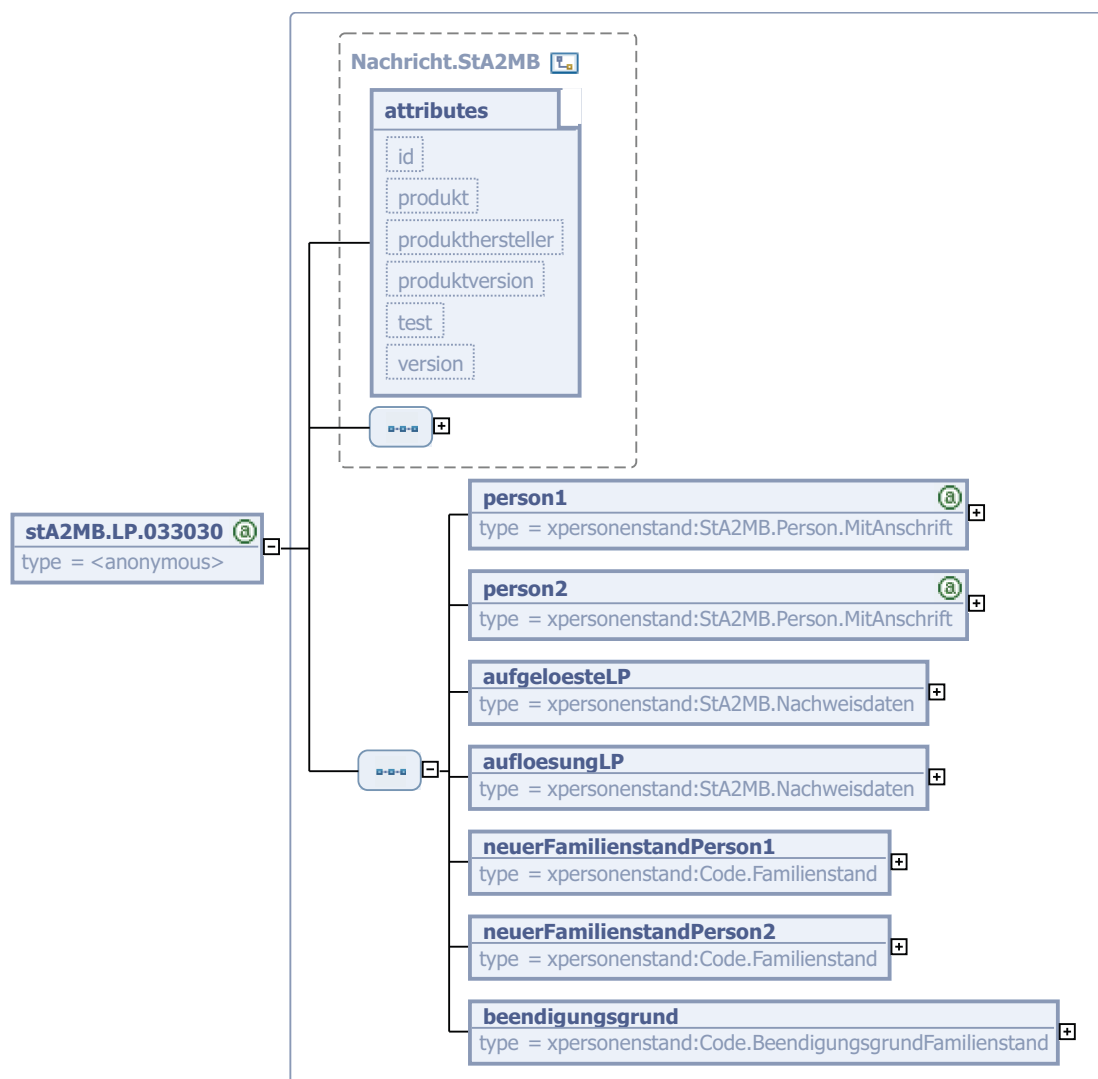 Nachricht.StA2MB
attributes
id
produkt
produkthersteller
produktversion
test
version
stA2MB.LP.033030
type = <anonymous>
person1
type = xpersonenstand:StA2MB.Person.MitAnschrift
person2
type = xpersonenstand:StA2MB.Person.MitAnschrift
aufgeloesteLP
type = xpersonenstand:StA2MB.Nachweisdaten
aufloesungLP
type = xpersonenstand:StA2MB.Nachweisdaten
neuerFamilienstandPerson1
type = xpersonenstand:Code.Familienstand
neuerFamilienstandPerson2
type = xpersonenstand:Code.Familienstand
beendigungsgrund
type = xpersonenstand:Code.BeendigungsgrundFamilienstand